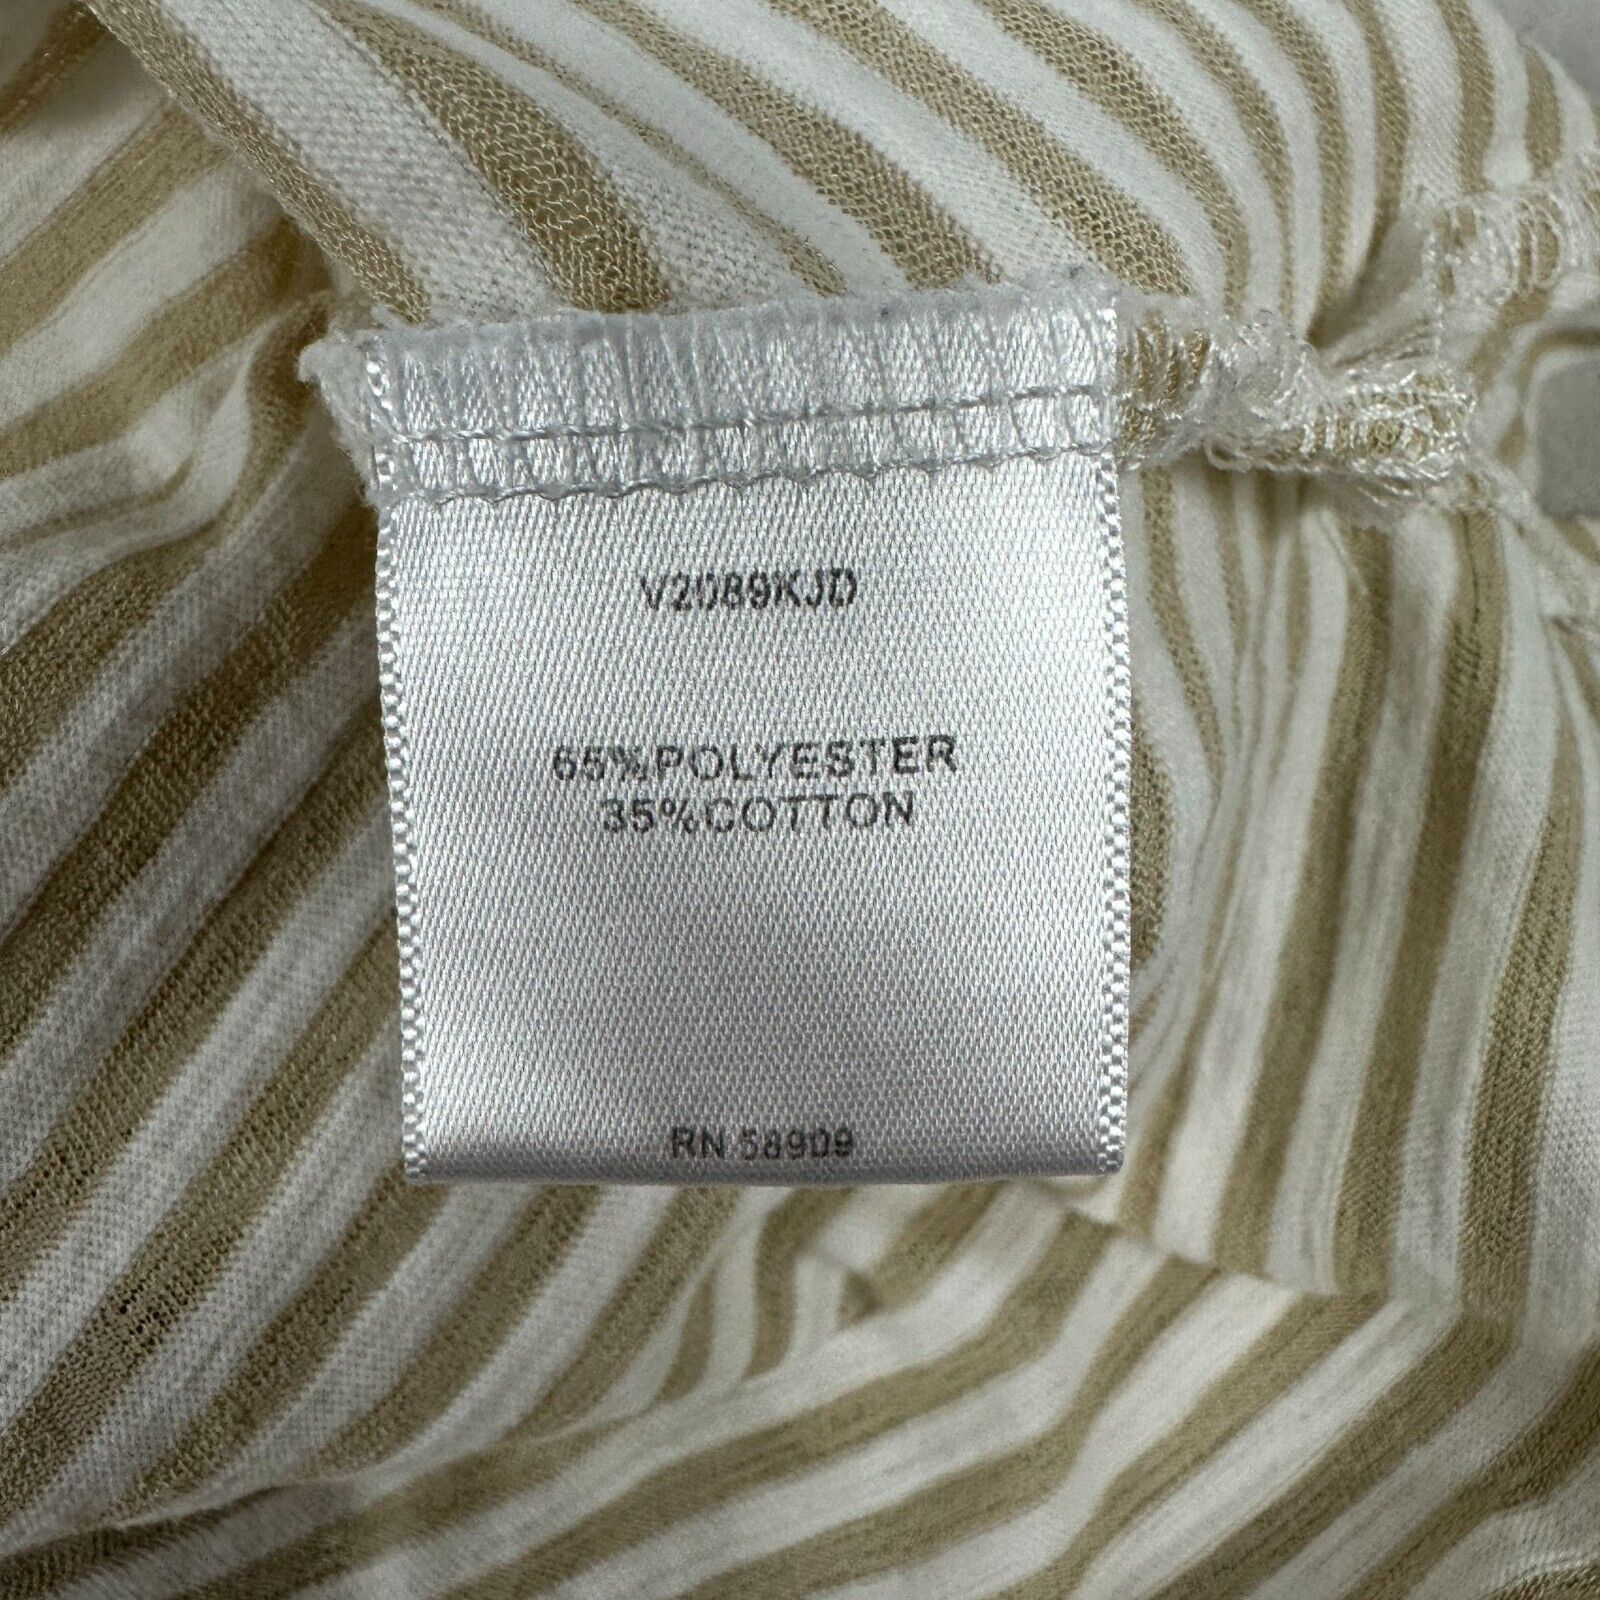 V2089KJD
65%POLYESTER
35%COTTON
RN 58909